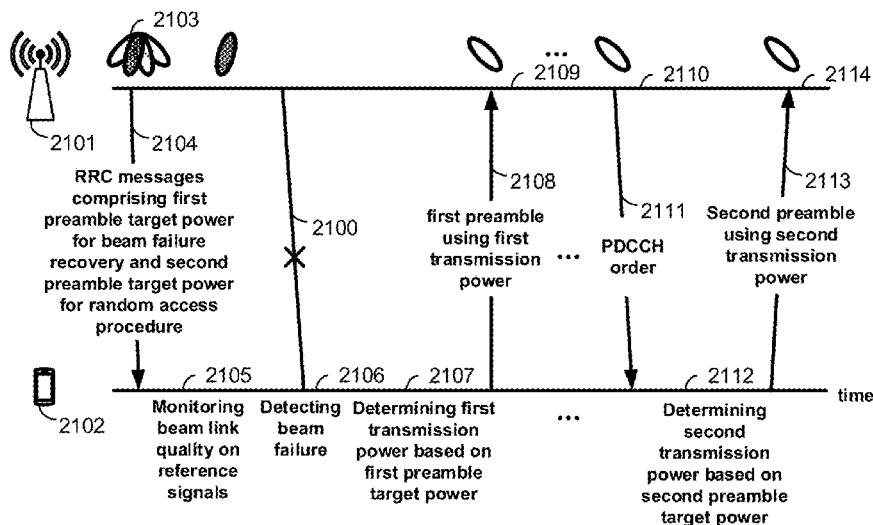 2103
2109
2110
2114
2101
2104
RRC messages
comprising first
preamble target power
for beam failure
recovery and second
preamble target power
for random access
procedure
2100
2108
first preamble
using first
transmission
power
...
2111
PDCCH
order
2113
Second preamble
using second
transmission
power
...
2102
2105
2106
2107
2112
time
Monitoring
beam link
quality on
reference
signals
Detecting
beam
failure
Determining first
transmission
power based on
first preamble
target power
...
Determining
second
transmission
power based on
second preamble
target power
...